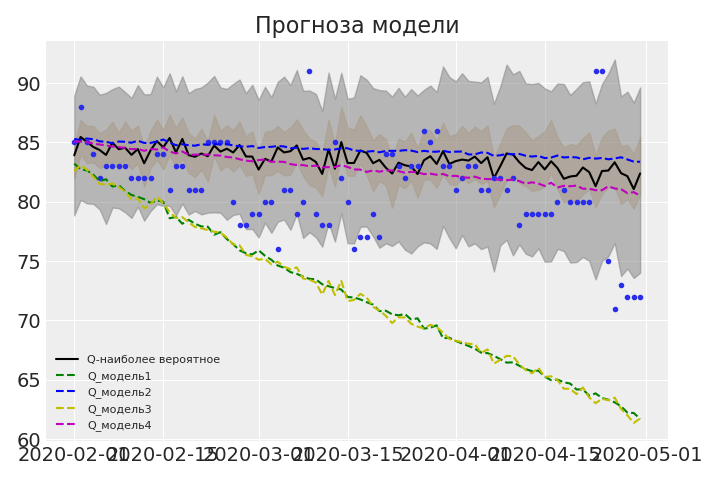 Прогноза модели
90
85
80
75
70
65
60
Q-наиболее вероятное
Q_модель1
Q_модель2
Q_модель3
Q_модель4
2020-02-01 2020-02-15 2020-03-01 2020-03-15 2020-04-01 2020-04-15 2020-05-01